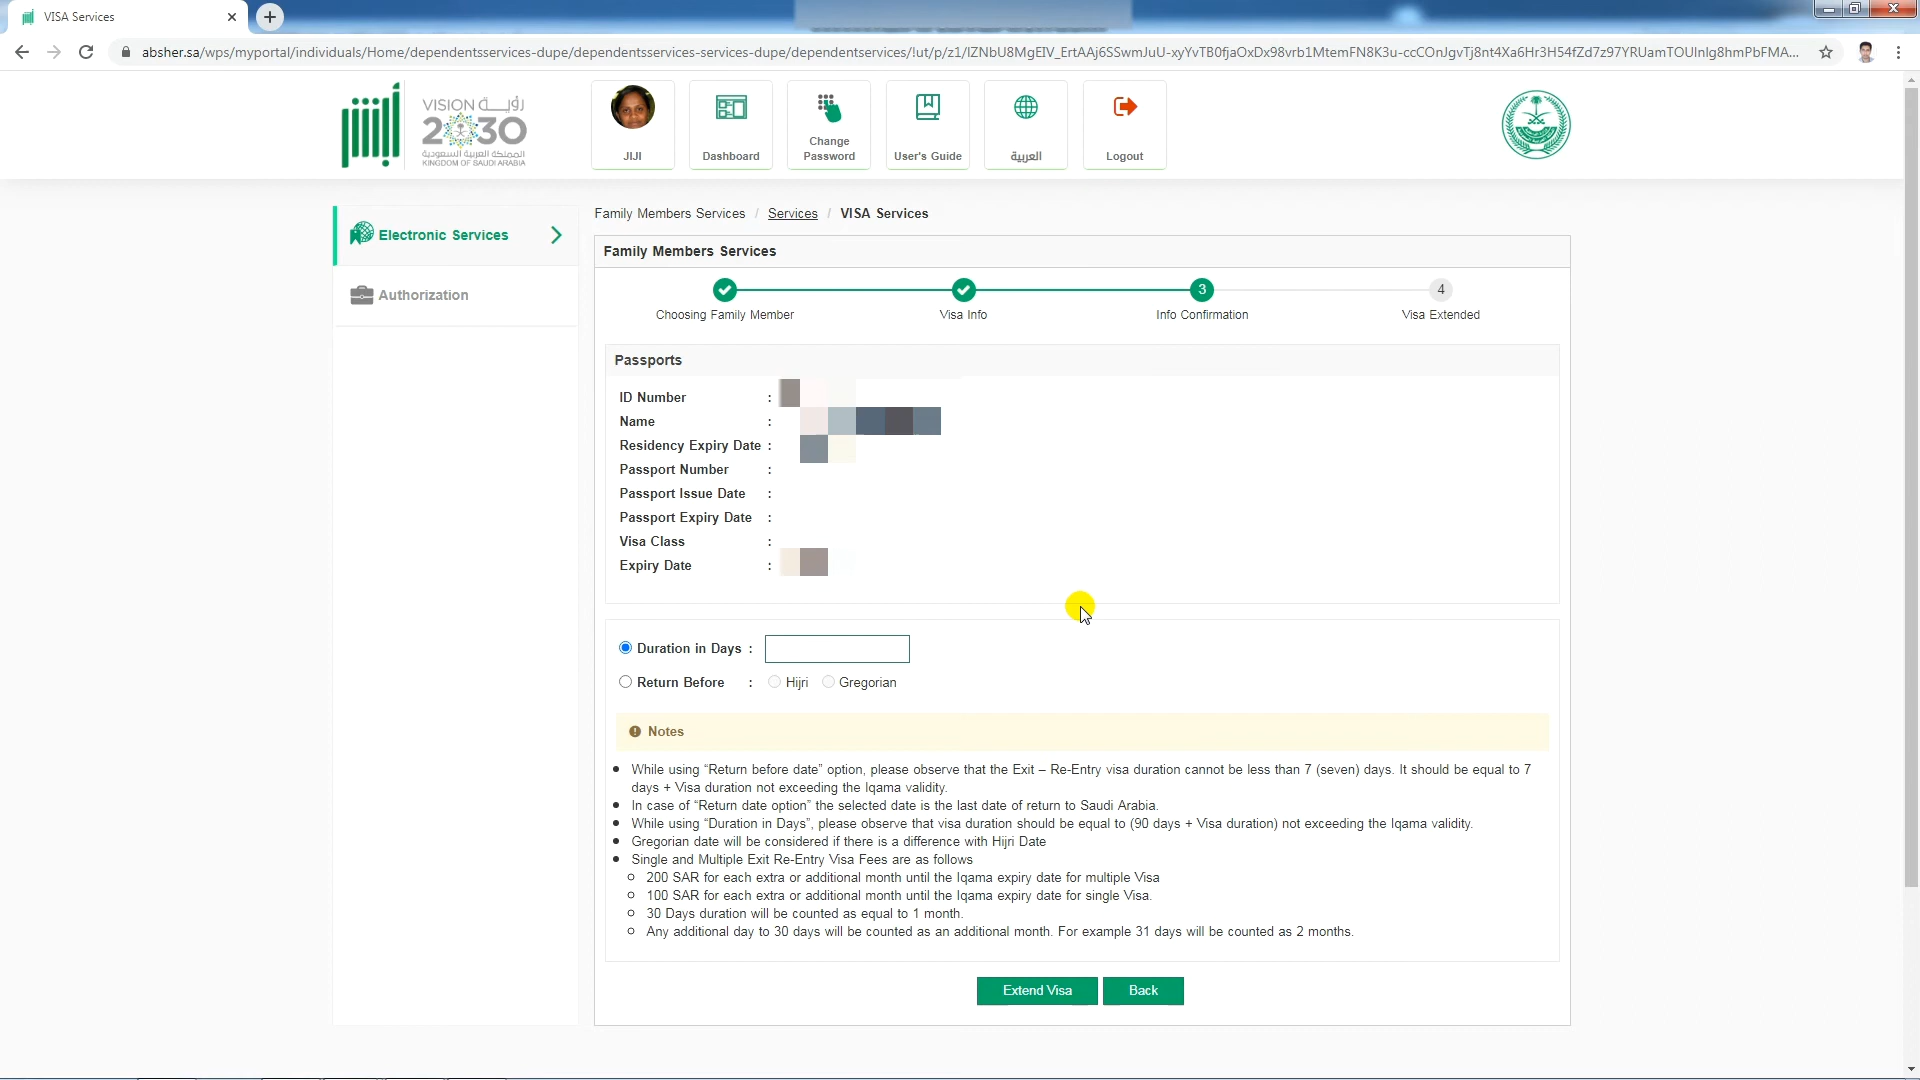 VISA Services
absher.sa/wps/myportal/individuals/Home/dependentsservices-dupe/dependentsservices-services-dupe/dependentservices/!ut/p/z1/
VISION رؤيــة
2030
المملكة العربية السعودية
KINGDOM OF SAUDI ARABIA
أبشر
JIJI
Dashboard
Change
Password
User's Guide
العربية
Logout
Electronic Services
Authorization
Family Members Services / Services / VISA Services
Family Members Services
3
4
Choosing Family Member
Visa Info
Info Confirmation
Visa Extended
Passports
ID Number :
Name :
Residency Expiry Date :
Passport Number :
Passport Issue Date :
Passport Expiry Date :
Visa Class :
Expiry Date :
Duration in Days :
Return Before : Hijri Gregorian
Notes
While using “Return before date” option, please observe that the Exit – Re-Entry visa duration cannot be less than 7 (seven) days. It should be equal to 7
days + Visa duration not exceeding the Iqama validity.
In case of “Return date option” the selected date is the last date of return to Saudi Arabia.
While using “Duration in Days”, please observe that visa duration should be equal to (90 days + Visa duration) not exceeding the Iqama validity.
Gregorian date will be considered if there is a difference with Hijri Date
Single and Multiple Exit Re-Entry Visa Fees are as follows
200 SAR for each extra or additional month until the Iqama expiry date for multiple Visa
100 SAR for each extra or additional month until the Iqama expiry date for single Visa.
30 Days duration will be counted as equal to 1 month.
Any additional day to 30 days will be counted as an additional month. For example 31 days will be counted as 2 months.
Extend Visa
Back